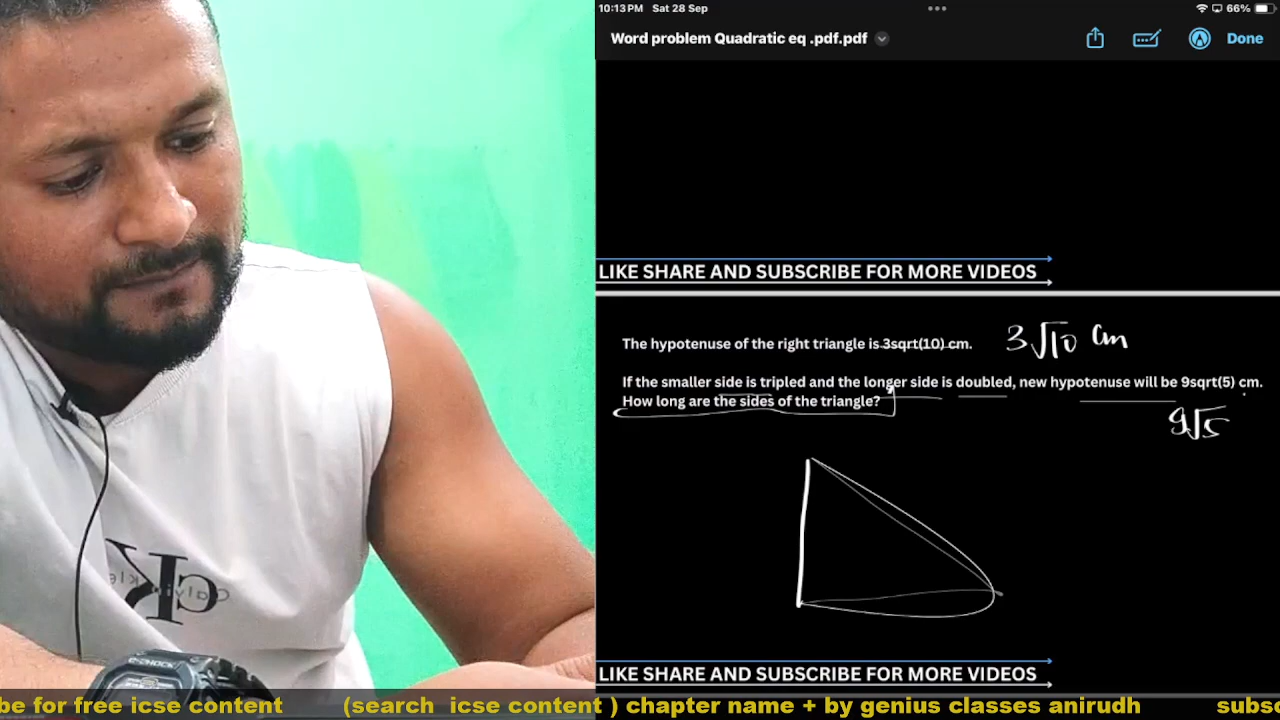 10:13 PM Sat 28 Sep
66%
Word problem Quadratic eq .pdf.pdf
Done
LIKE SHARE AND SUBSCRIBE FOR MORE VIDEOS
The hypotenuse of the right triangle is 3sqrt(10) cm.
3√10 cm
If the smaller side is tripled and the longer side is doubled, new hypotenuse will be 9sqrt(5) cm.
How long are the sides of the triangle?
9√5
LIKE SHARE AND SUBSCRIBE FOR MORE VIDEOS
be for free icse content (search icse content ) chapter name + by genius classes anirudh subsc